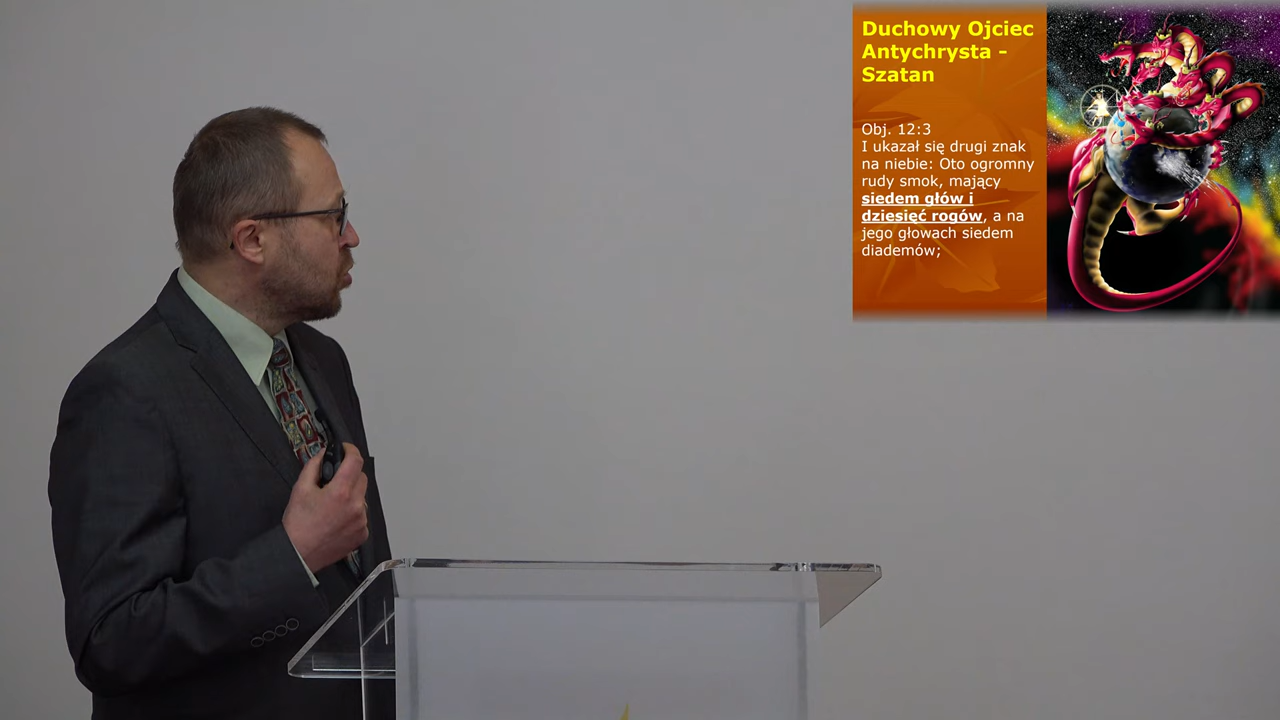 Duchowy Ojciec
Antychrysta -
Szatan
Obj. 12:3
I ukazał się drugi znak
na niebie: Oto ogromny
rudy smok, mający
siedem głów i
dziesięć rogów, a na
jego głowach siedem
diademów;